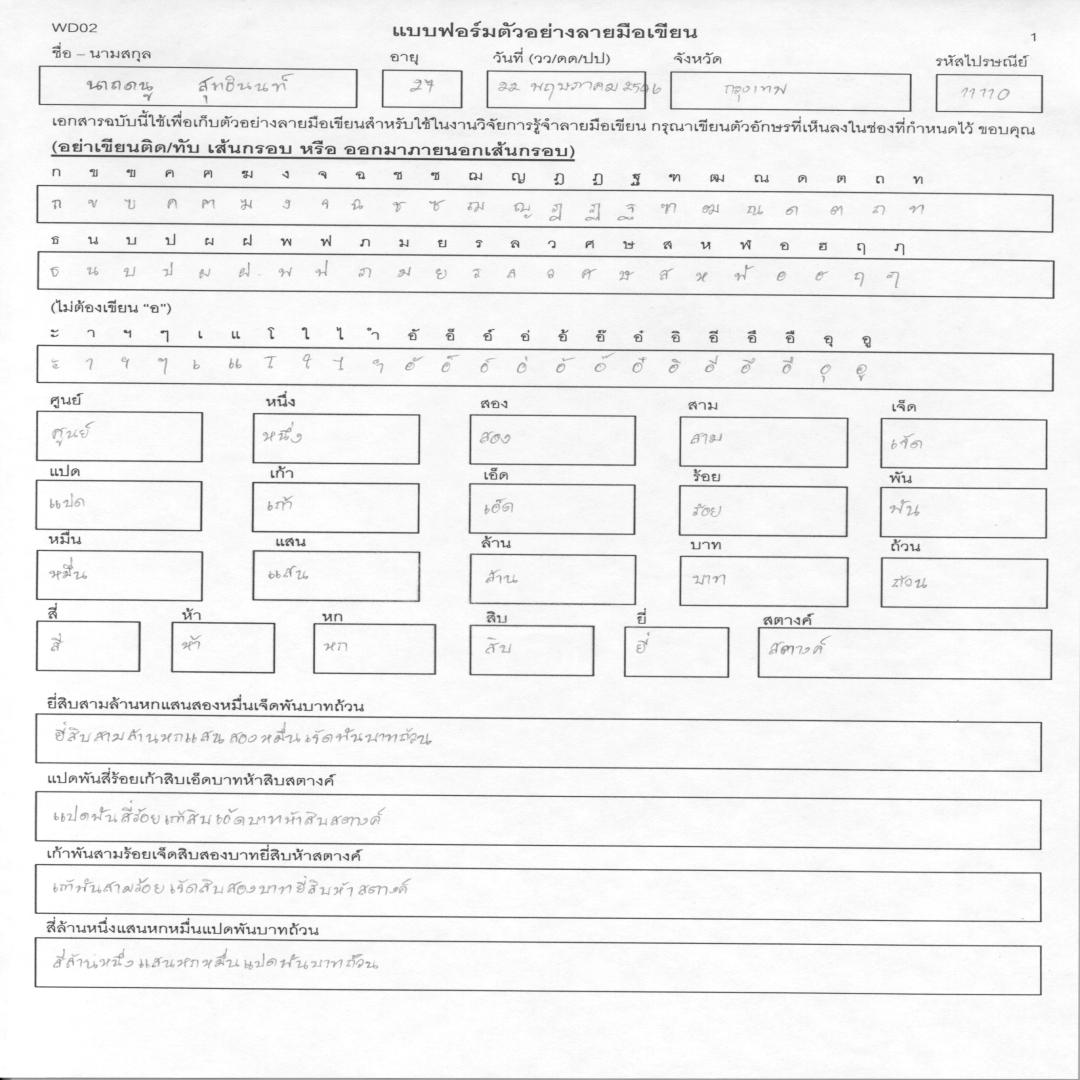 WD02
แบบฟอร์มตัวอย่างลายมือเขียน
1
ชื่อ – นามสกุล อายุ วันที่ (วว/ดด/ปป) จังหวัด รหัสไปรษณีย์
สุทธินนท์ 27 22 พฤษภาคม กรุงเทพ 11110
เอกสารฉบับนี้ใช้เพื่อเก็บตัวอย่างลายมือเขียนสำหรับใช้ในงานวิจัยการรู้จำลายมือเขียน กรุณาเขียนตัวอักษรที่เห็นลงในช่องที่กำหนดไว้ ขอบคุณ
(อย่าเขียนติด/ทับ เส้นกรอบ หรือ ออกมาภายนอกเส้นกรอบ)
ก ข ฃ ค ฅ ฆ ง จ ฉ ช ซ ฌ ญ ฎ ฏ ฐ ฑ ฒ ณ ด ต ถ ท
ก ข ฃ ค ฅ ฆ ง จ ฉ ช ซ ฌ ญ ฎ ฏ ฐ ฑ ฒ ณ ด ต ถ ท
ธ น บ ป ผ ฝ พ ฟ ภ ม ย ร ล ว ศ ษ ส ห ฬ อ ฮ ฤ ฦ
ธ น บ ป ผ ฝ พ ฟ ภ ม ย ร ล ว ศ ษ ส ห ฬ อ ฮ ฤ ฦ
(ไม่ต้องเขียน “อ”)
ะ า ฯ ๆ เ แ โ ใ ไ ำ อั อ็ อ์ อ่ อ้ อ๊ อ๋ อิ อี อึ อื อุ อู
ะ า ฯ ๆ เ แ โ ใ ไ ำ อั อ็ อ์ อ่ อ้ อ๊ อ๋ อิ อี อึ อื อุ อู
ศูนย์ หนึ่ง สอง สาม เจ็ด
ศูนย์ หนึ่ง สอง สาม เจ็ด
แปด เก้า เอ็ด ร้อย พัน
แปด เก้า เอ็ด ร้อย พัน
หมื่น แสน ล้าน บาท ถ้วน
หมื่น แสน ล้าน บาท ถ้วน
สี่ ห้า หก สิบ ยี่ สตางค์
สี่ ห้า หก สิบ ยี่ สตางค์
ยี่สิบสามล้านหกแสนสองหมื่นเจ็ดพันบาทถ้วน
ยี่สิบสามล้านหกแสนสองหมื่นเจ็ดพันบาทถ้วน
แปดพันสี่ร้อยเก้าสิบเอ็ดบาทห้าสิบสตางค์
แปดพันสี่ร้อยเก้าสิบเอ็ดบาทห้าสิบสตางค์
เก้าพันสามร้อยเจ็ดสิบสองบาทยี่สิบห้าสตางค์
เก้าพันสามร้อยเจ็ดสิบสองบาทยี่สิบห้าสตางค์
สี่ล้านหนึ่งแสนหกหมื่นแปดพันบาทถ้วน
สี่ล้านหนึ่งแสนหกหมื่นแปดพันบาทถ้วน